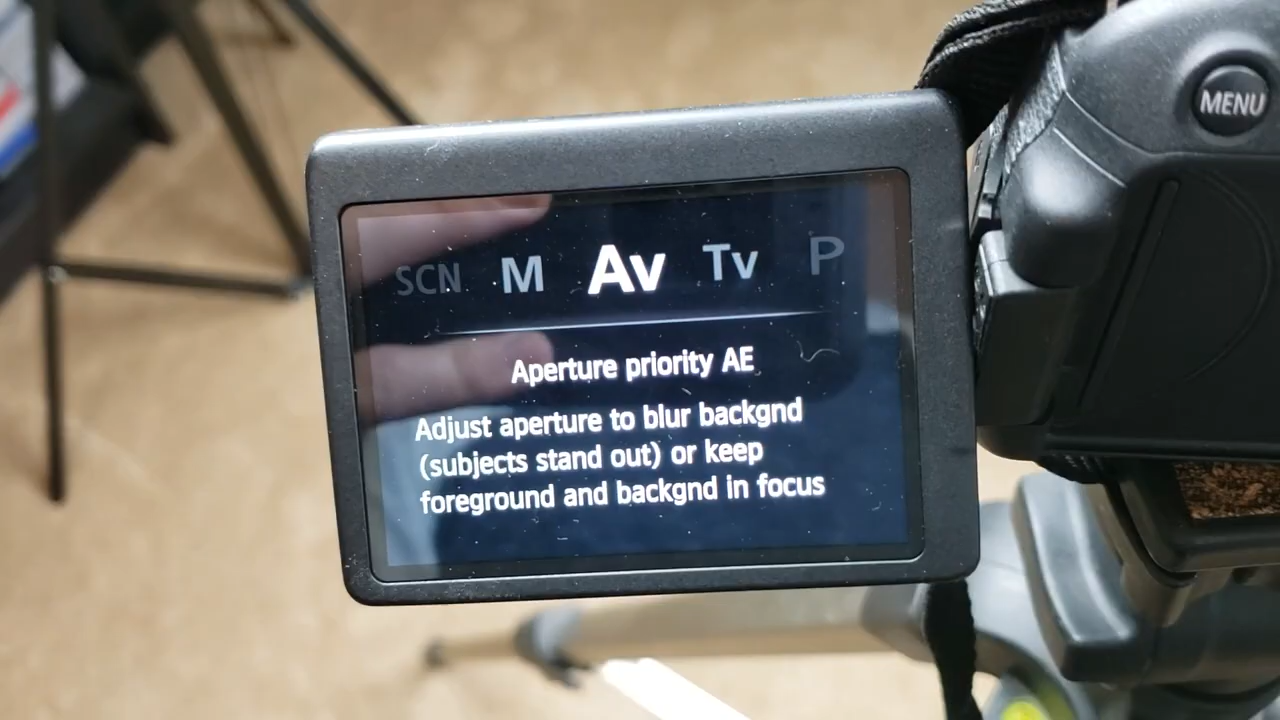 MENU
SCN M Av Tv P
Aperture priority AE
Adjust aperture to blur backgnd
(subjects stand out) or keep
foreground and backgnd in focus